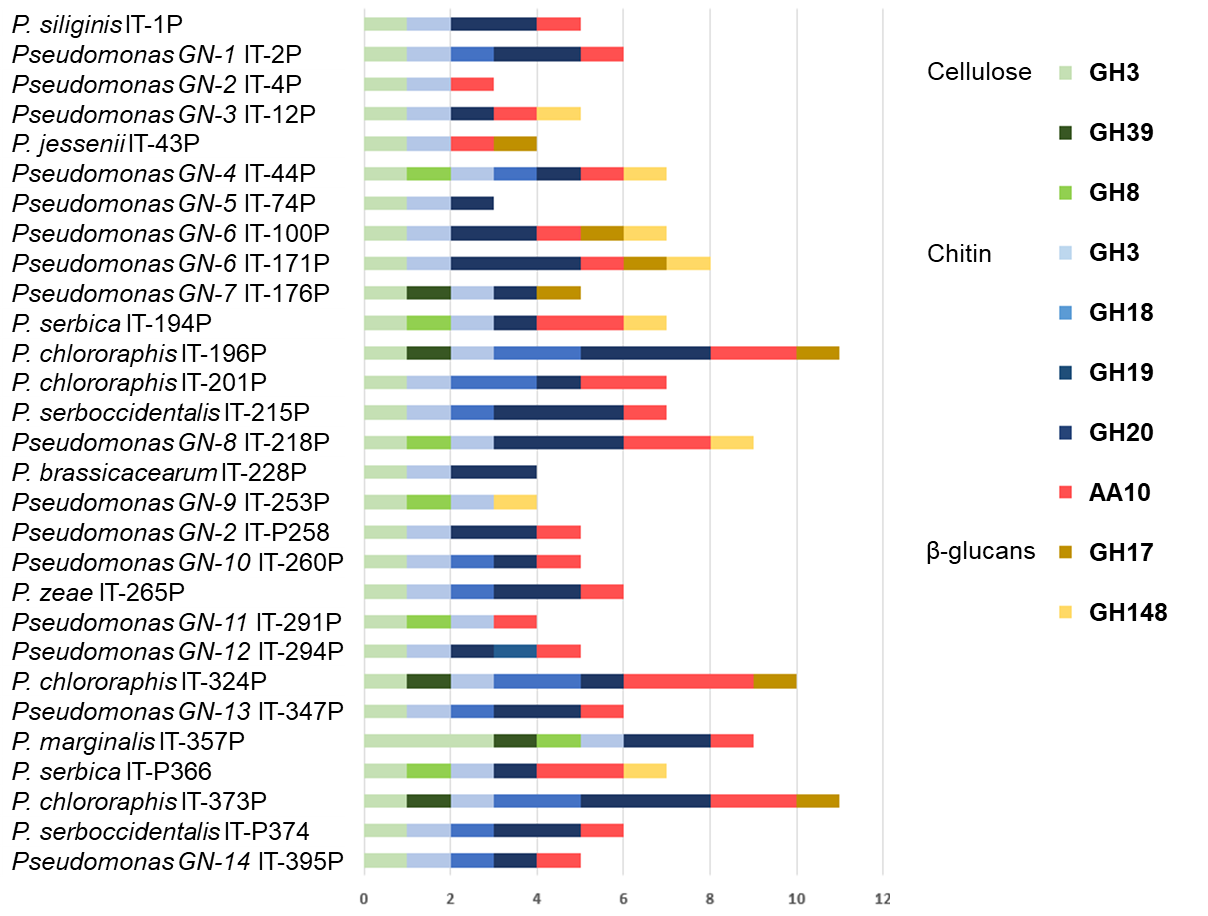 P. siliginis IT-1P
Pseudomonas GN-1 IT-2P
Pseudomonas GN-2 IT-4P
Pseudomonas GN-3 IT-12P
P. jessenii IT-43P
Pseudomonas GN-4 IT-44P
Pseudomonas GN-5 IT-74P
Pseudomonas GN-6 IT-100P
Pseudomonas GN-6 IT-171P
Pseudomonas GN-7 IT-176P
P. serbica IT-194P
P. chlororaphis IT-196P
P. chlororaphis IT-201P
P. serboccidentalis IT-215P
Pseudomonas GN-8 IT-218P
P. brassicacearum IT-228P
Pseudomonas GN-9 IT-253P
Pseudomonas GN-2 IT-P258
Pseudomonas GN-10 IT-260P
P. zeae IT-265P
Pseudomonas GN-11 IT-291P
Pseudomonas GN-12 IT-294P
P. chlororaphis IT-324P
Pseudomonas GN-13 IT-347P
P. marginalis IT-357P
P. serbica IT-P366
P. chlororaphis IT-373P
P. serboccidentalis IT-P374
Pseudomonas GN-14 IT-395P
0 2 4 6 8 10 12
Cellulose GH3
GH39
GH8
Chitin GH3
GH18
GH19
GH20
AA10
β-glucans GH17
GH148